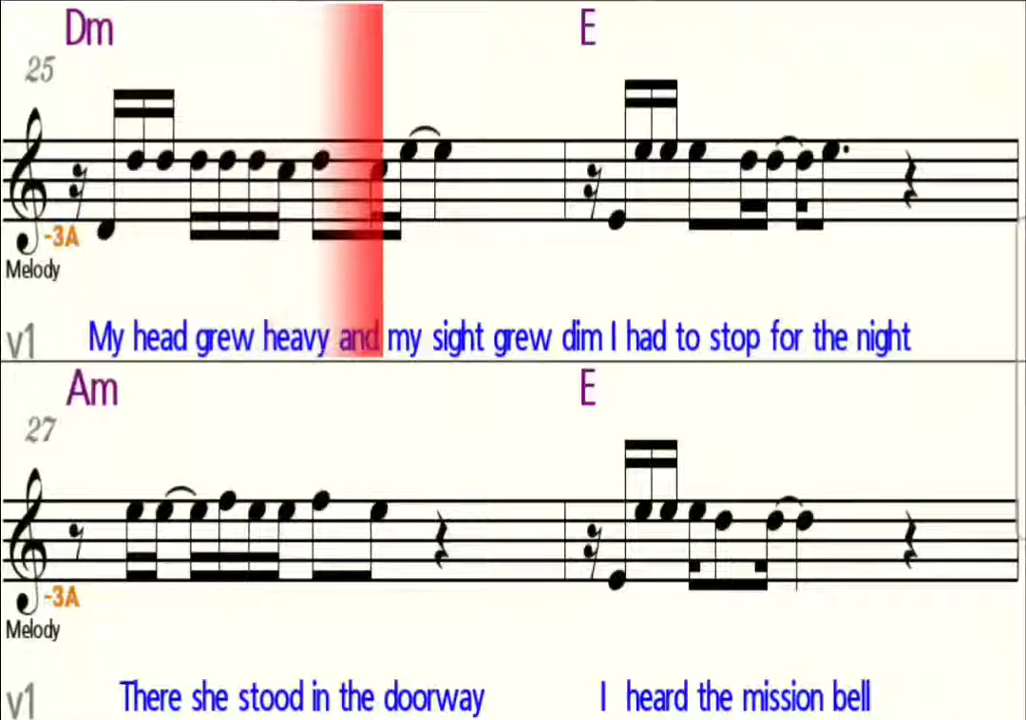 Dm E
25
-3A
Melody
v1 My head grew heavy and my sight grew dim I had to stop for the night
Am E
27
-3A
Melody
v1 There she stood in the doorway I heard the mission bell